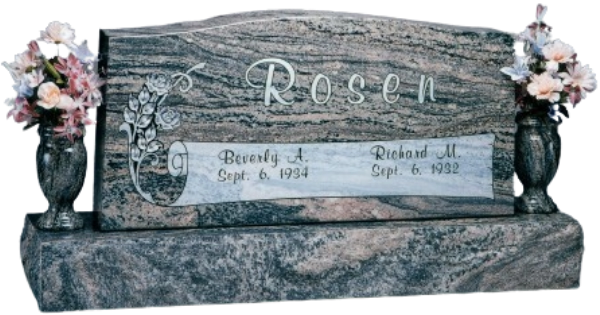 Rosen
Beverly A. Richard M.
Sept. 6, 1934 Sept. 6, 1932